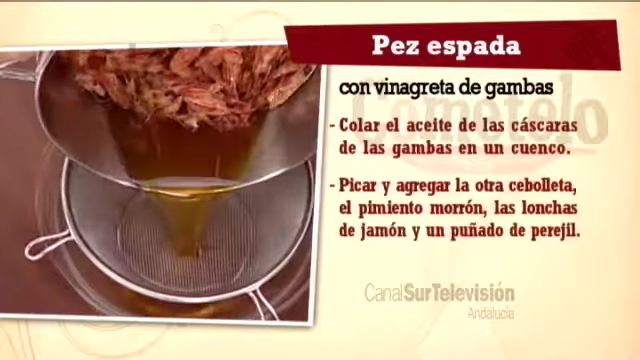 Pez espada
con vinagreta de gambas
- Colar el aceite de las cáscaras
de las gambas en un cuenco.
- Picar y agregar la otra cebolleta,
el pimiento morrón, las lonchas
de jamón y un puñado de perejil.
Cómetelo
CanalSurTelevisión
Andalucía